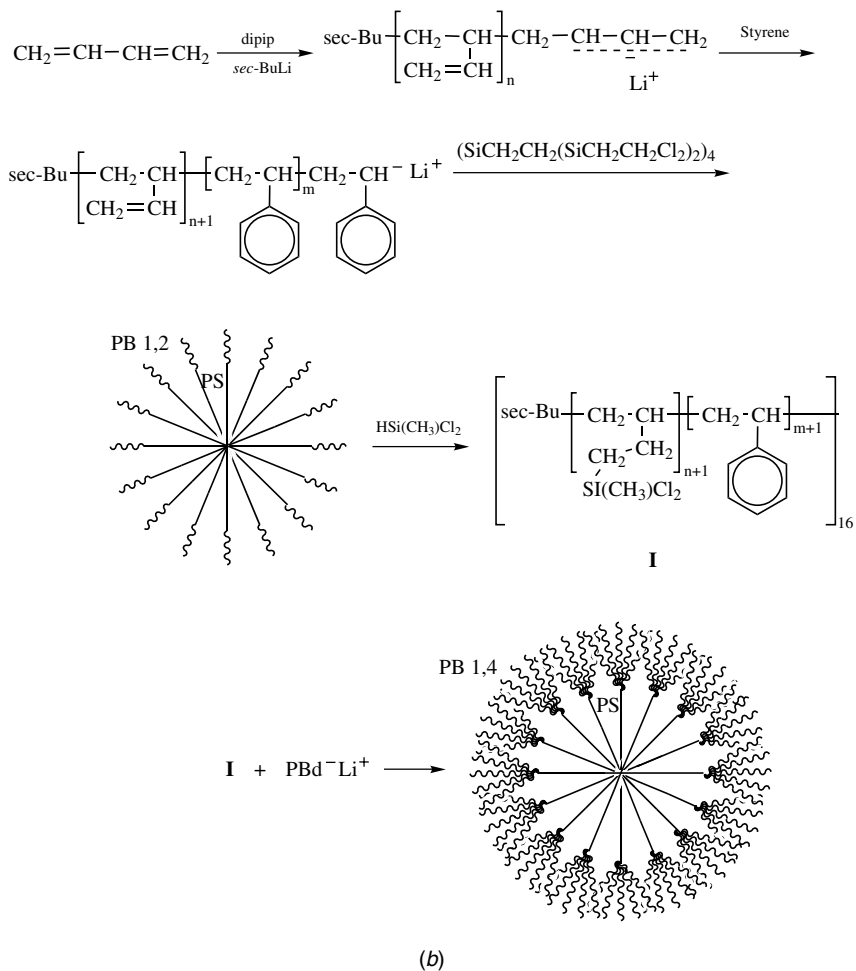 CH2=CH–CH=CH2 dipip sec-BuLi sec-Bu [ CH2 – CH ]n CH2 – CH – CH – CH2 Styrene
CH2=CH
Li+
sec-Bu [ CH2 – CH ]n+1 [ CH2 – CH ]m CH2 – CH− Li+ (SiCH2CH2(SiCH2CH2Cl2)2)4
CH2=CH
PB 1,2
PS
HSi(CH3)Cl2
sec-Bu [ CH2 – CH ]n+1 [ CH2 – CH ]m+1 ]16
CH2 – CH2
SI(CH3)Cl2
I
PB 1,4
PS
I + PBd−Li+
(b)